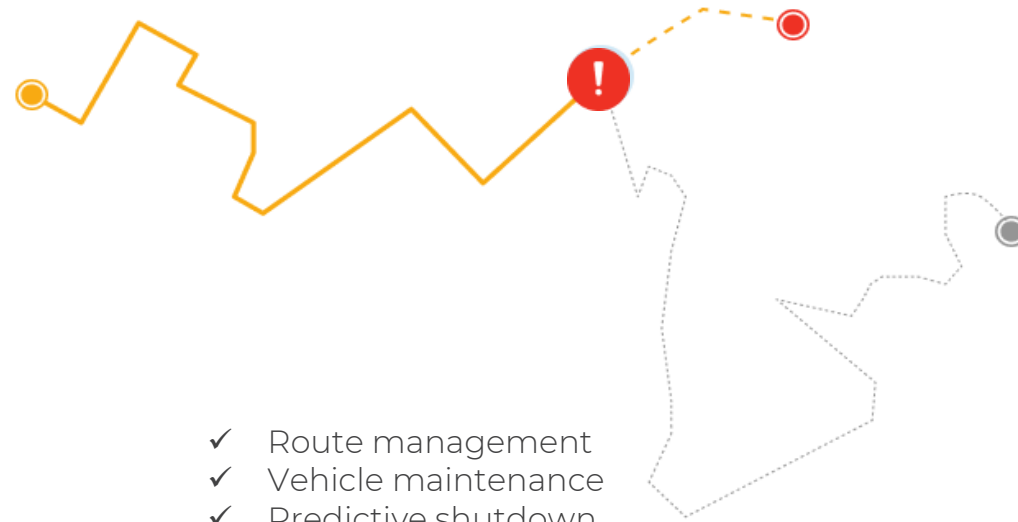 !
✓ Route management
✓ Vehicle maintenance
✓ Predictive shutdown